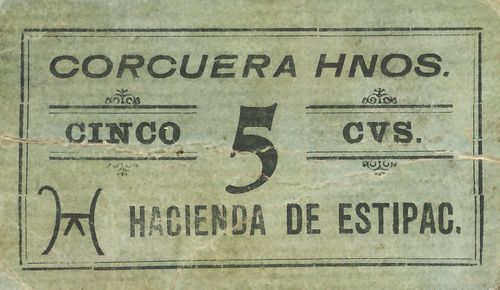 CORCUERA HNOS.
CINCO 5 CVS.
HACIENDA DE ESTIPAC.